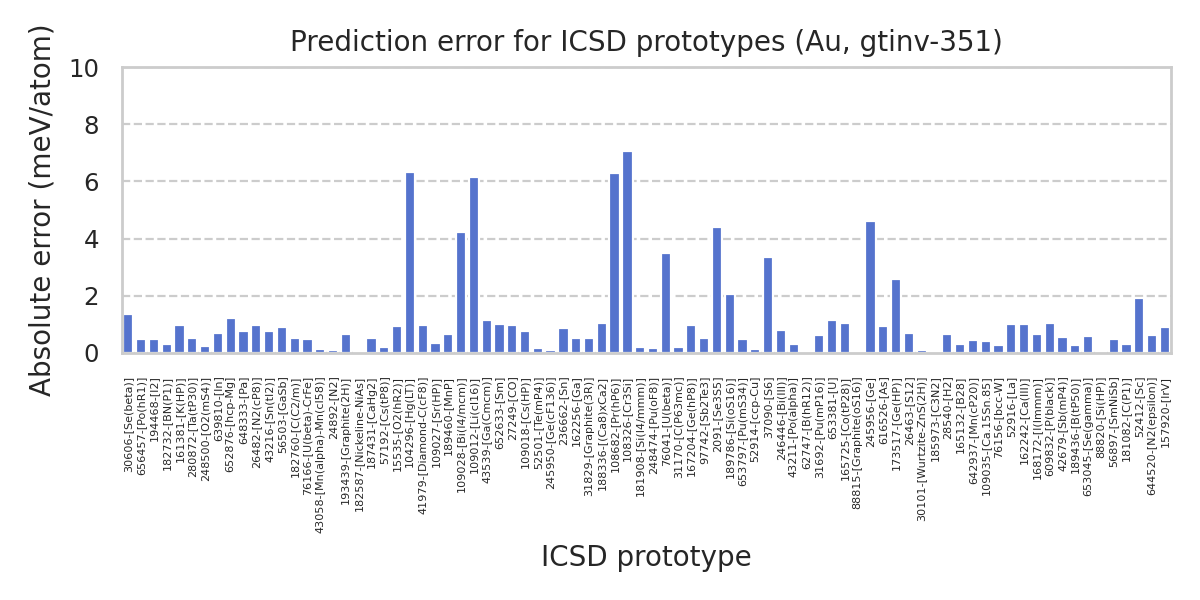 Prediction error for ICSD prototypes (Au, gtinv-351)
Absolute error (meV/atom)
10
8
6
4
2
0
30606-[Se(beta)]
656457-[Po(hR1)]
194468-[I2]
182732-[BN(P1)]
161381-[K(HP)]
280872-[Ta(tP30)]
248500-[O2(mS4)]
639810-[In]
652876-[hcp-Mg]
648333-[Pa]
26482-[N2(cP8)]
43216-[Sn(tI2)]
56503-[GaSb]
182760-[C(C2/m)]
76166-[U(beta)-CrFe]
43058-[Mn(alpha)-Mn(cI58)]
24892-[N2]
193439-[Graphite(2H)]
182587-[Nickeline-NiAs]
187431-[CaHg2]
57192-[Cs(tP8)]
15535-[O2(hR2)]
104296-[Hg(LT)]
41979-[Diamond-C(cF8)]
109027-[Sr(HP)]
189460-[MnP]
109028-[Bi(I4/mcm)]
109012-[Li(cI16)]
43539-[Ga(Cmcm)]
652633-[Sm]
27249-[CO]
109018-[Cs(HP)]
52501-[Te(mP4)]
245950-[Ge(cF136)]
236662-[Sn]
162256-[Ga]
31829-[Graphite(3R)]
188336-[(Ca8)xCa2]
108682-[Pr(hP6)]
108326-[Cr3Si]
181908-[Si(I4/mmm)]
248474-[Pu(oF8)]
76041-[U(beta)]
31170-[C(P63mc)]
167204-[Ge(hP8)]
97742-[Sb2Te3]
2091-[Se3S5]
189786-[Si(oS16)]
653797-[Pu(mS34)]
52914-[ccp-Cu]
37090-[S6]
246446-[Bi(III)]
43211-[Po(alpha)]
62747-[B(hR12)]
31692-[Pu(mP16)]
653381-[U]
165725-[Co(tP28)]
88815-[Graphite(oS16)]
245956-[Ge]
616526-[As]
173517-[Ge(HP)]
26463-[S12]
30101-[Wurtzite-ZnS(2H)]
185973-[C3N2]
28540-[H2]
165132-[B28]
642937-[Mn(cP20)]
109035-[Ca.15Sn.85]
76156-[bcc-W]
52916-[La]
162242-[Ca(III)]
168172-[I(Immm)]
609832-[P(black)]
42679-[Sb(mP4)]
189436-[B(tP50)]
653045-[Se(gamma)]
88820-[Si(HP)]
56897-[SmNiSb]
181082-[C(P1)]
52412-[Sc]
644520-[N2(epsilon)]
157920-[IrV]
ICSD prototype